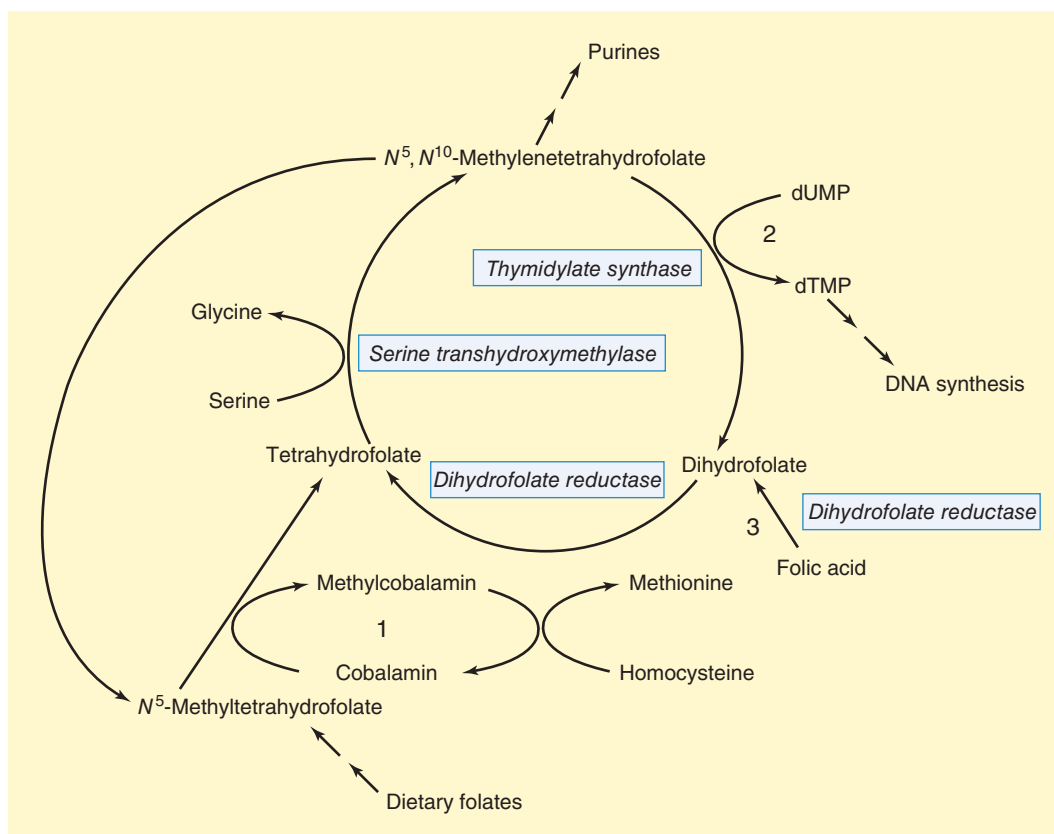 Purines
N5, N10-Methylenetetrahydrofolate
dUMP
2
Thymidylate synthase
dTMP
Glycine
Serine transhydroxymethylase
DNA synthesis
Serine
Tetrahydrofolate
Dihydrofolate
Dihydrofolate reductase
Dihydrofolate reductase
3
Folic acid
Methylcobalamin
Methionine
1
Cobalamin
Homocysteine
N5-Methyltetrahydrofolate
Dietary folates